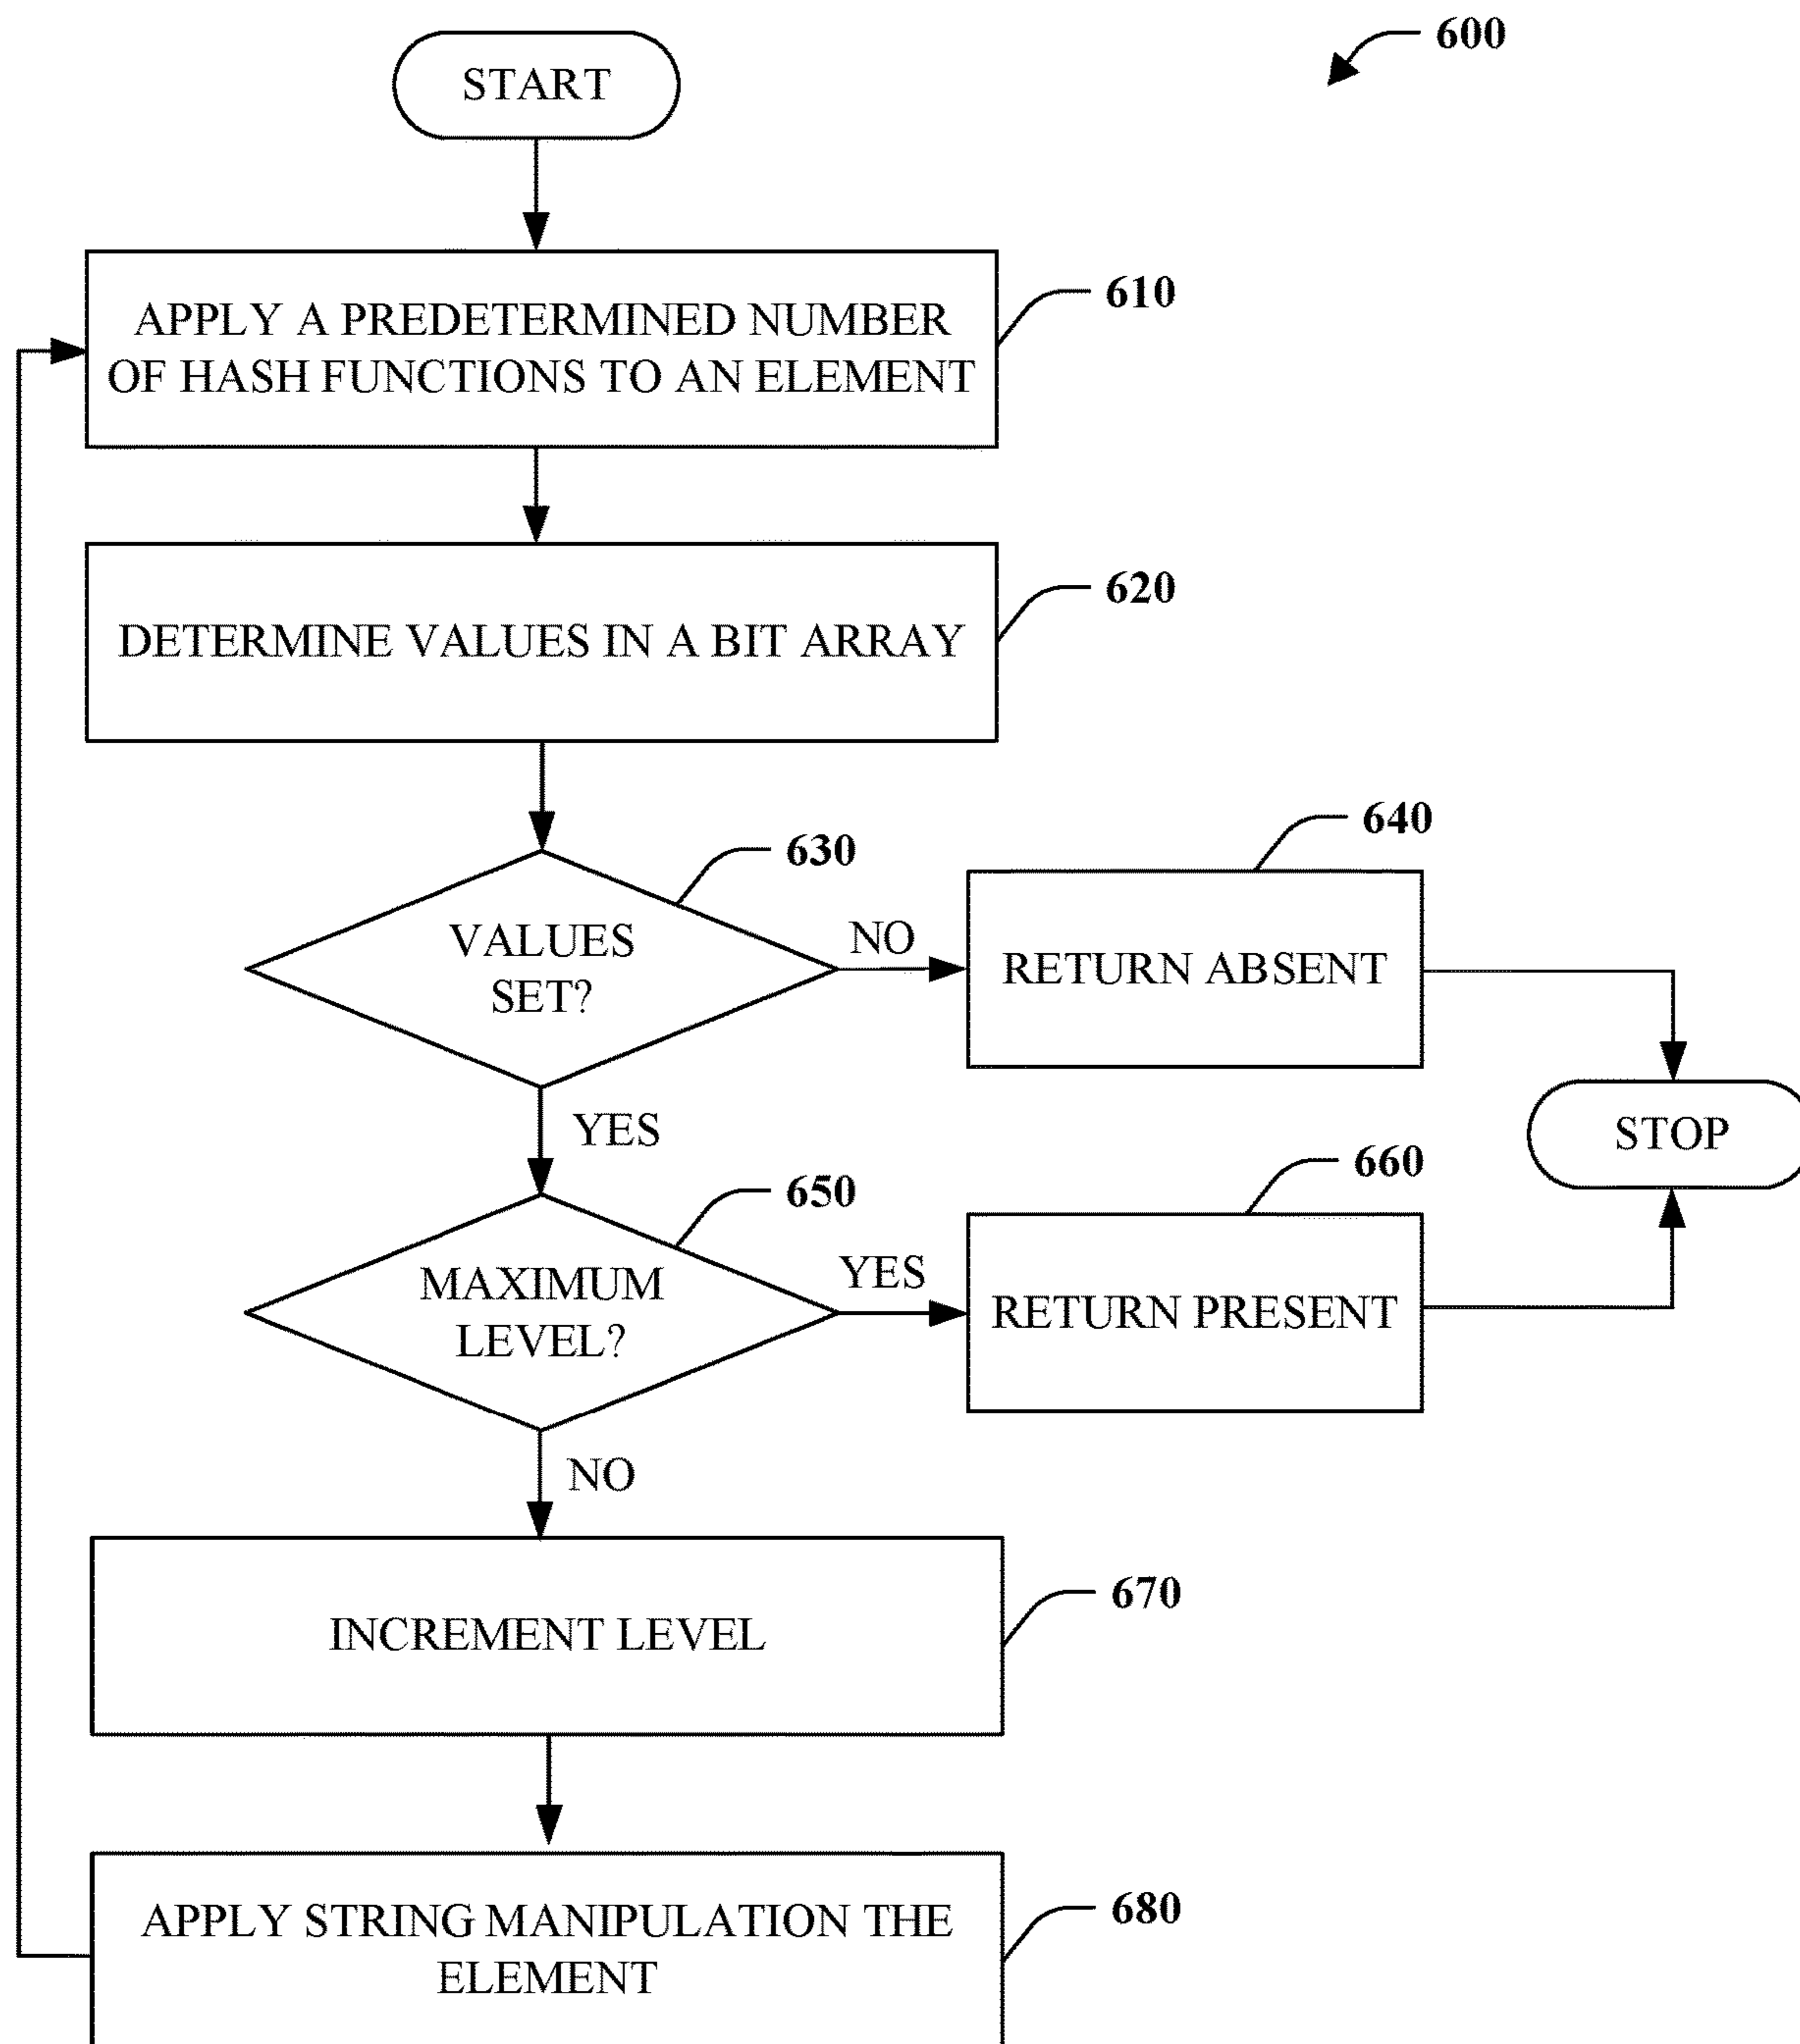 600
START
APPLY A PREDETERMINED NUMBER
OF HASH FUNCTIONS TO AN ELEMENT
610
DETERMINE VALUES IN A BIT ARRAY
620
VALUES
SET?
630
NO
RETURN ABSENT
640
YES
STOP
MAXIMUM
LEVEL?
650
YES
RETURN PRESENT
660
NO
INCREMENT LEVEL
670
APPLY STRING MANIPULATION THE
ELEMENT
680